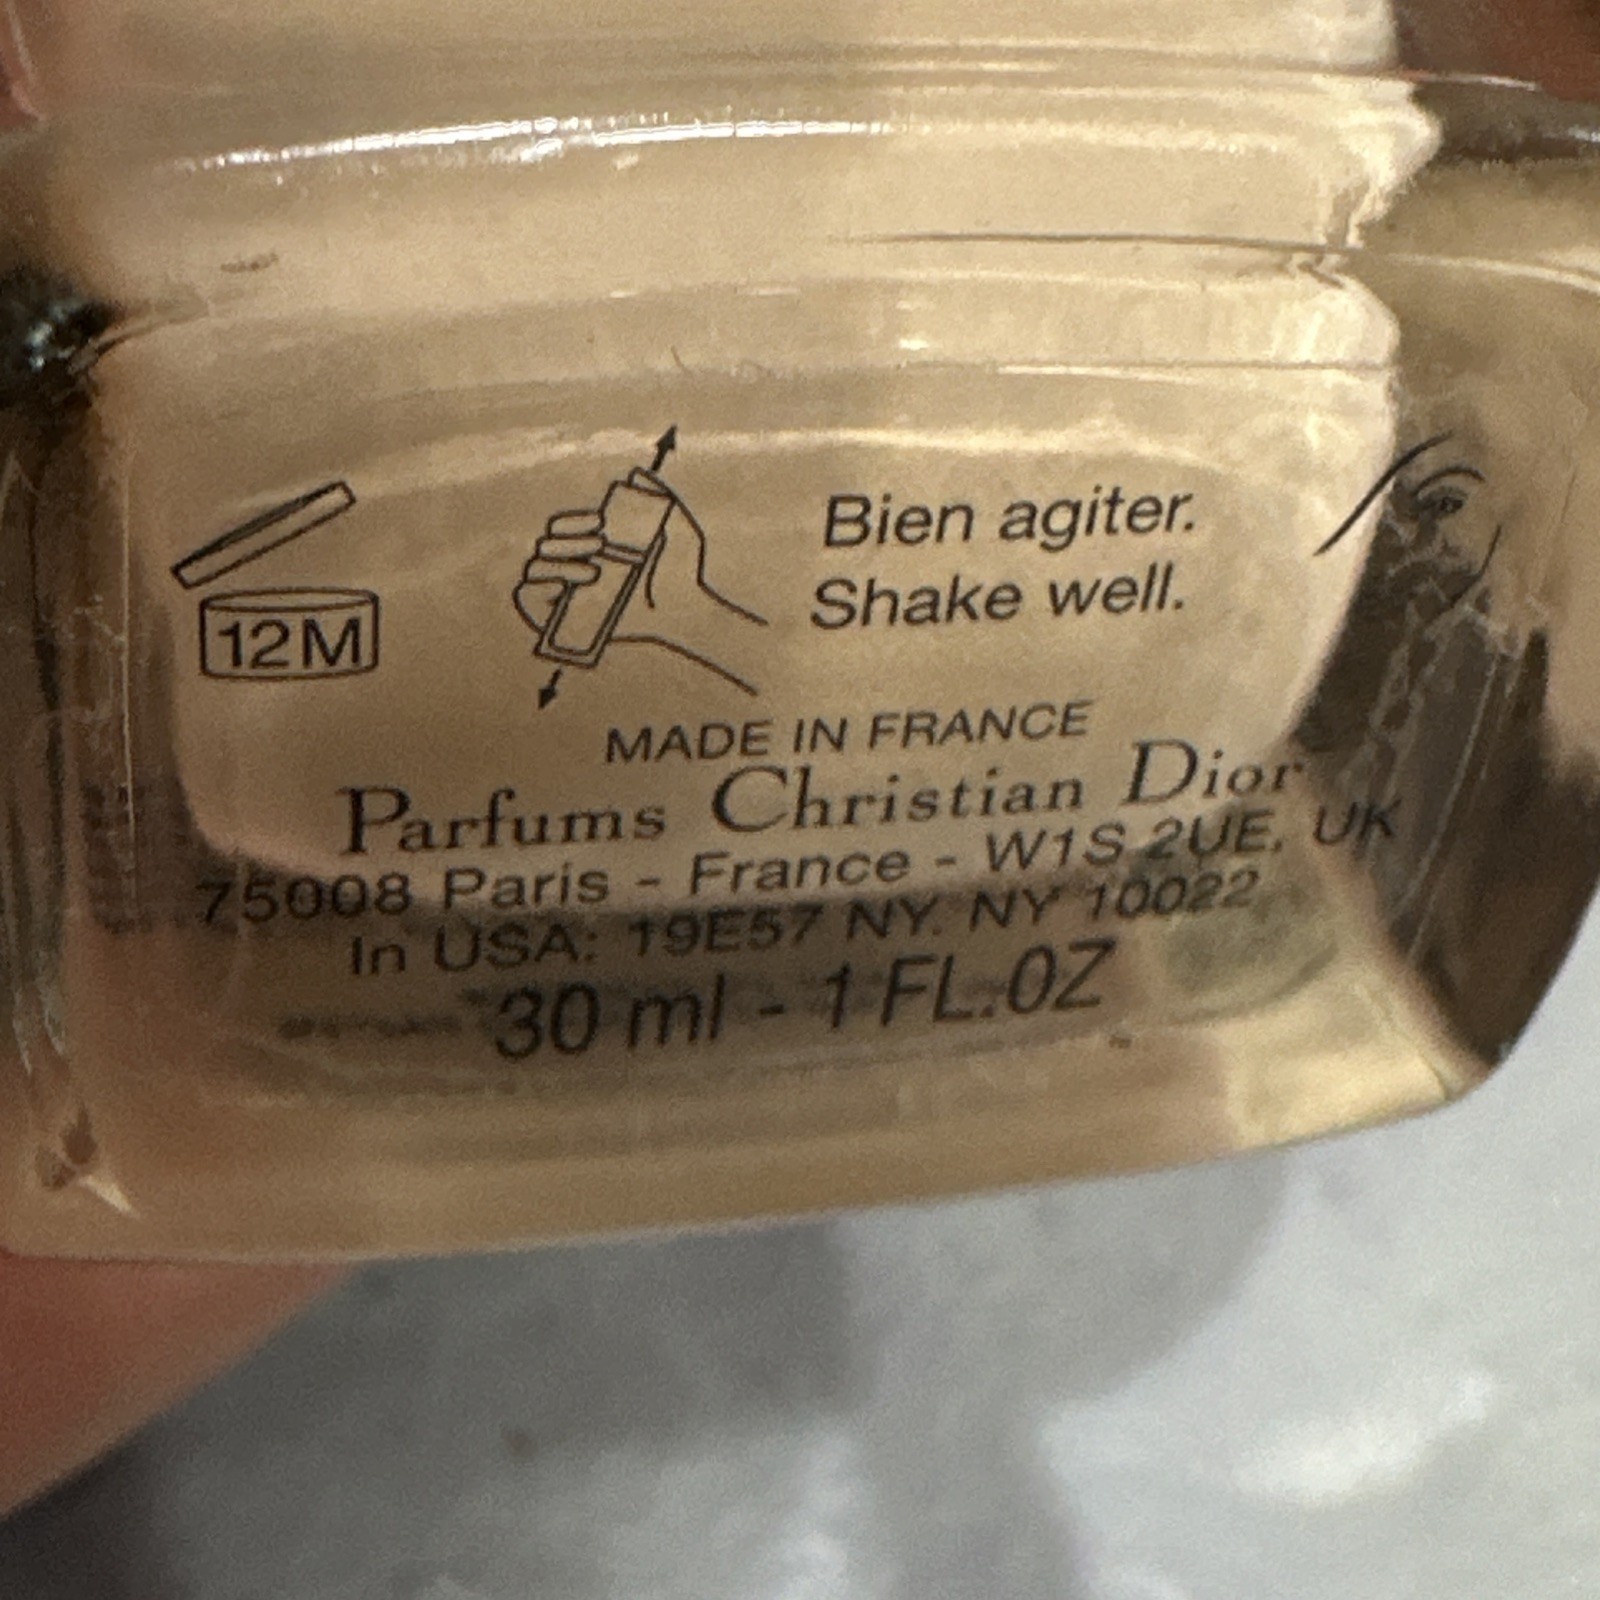 Bien agiter.
Shake well.
12M
MADE IN FRANCE
Parfums Christian Dior
75008 Paris - France - W1S 2UE, UK
In USA: 19E57 NY. NY 10022
30 ml - 1 FL.OZ